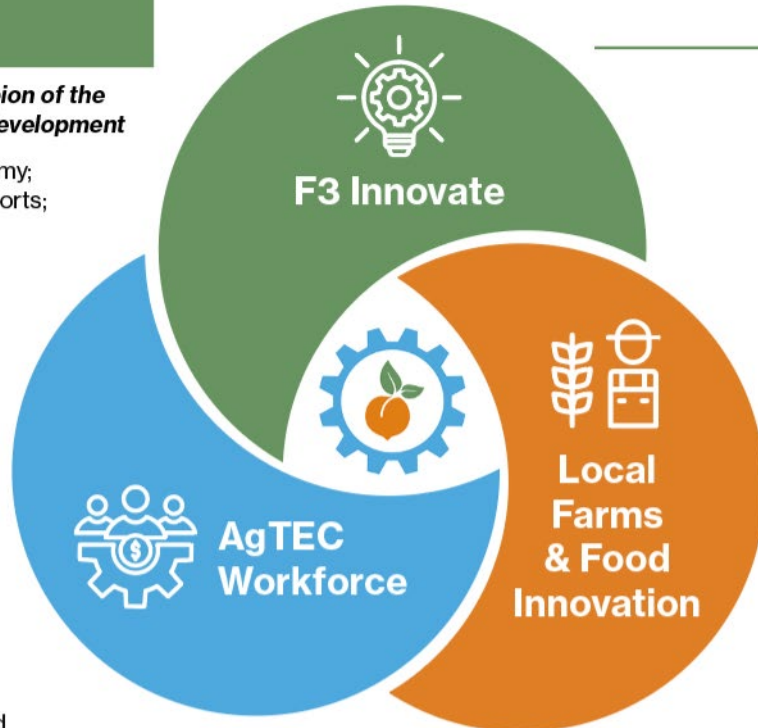 ion of the
evelopment
my;
orts;
F3 Innovate
Local
Farms
& Food
Innovation
$
AgTEC
Workforce